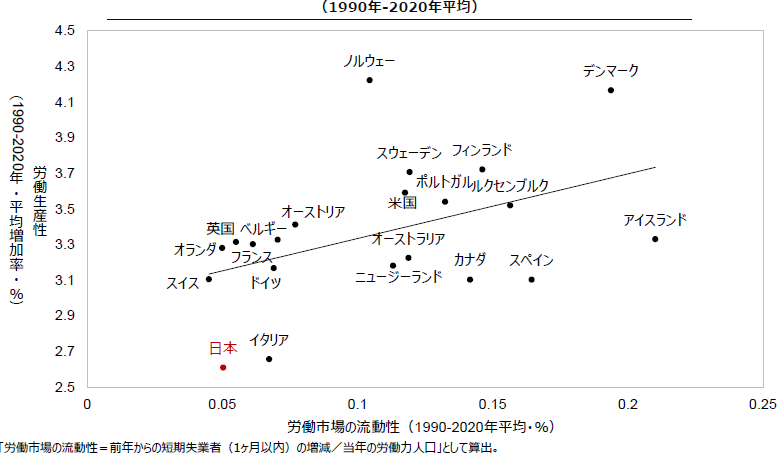 （1990年-2020年平均）
4.5
4.3
4.1
3.9
3.7
3.5
3.3
3.1
2.9
2.7
2.5
労働生産性
（1990-2020年・平均増加率・%）
ノルウェー
デンマーク
スウェーデン
フィンランド
ポルトガル
ルクセンブルク
米国
オーストリア
英国
ベルギー
アイスランド
オランダ
フランス
オーストラリア
スイス
ドイツ
ニュージーランド
カナダ
スペイン
日本
イタリア
0
0.05
0.1
0.15
0.2
0.25
労働市場の流動性（1990-2020年平均・%）
「労働市場の流動性＝前年からの短期失業者（1ヶ月以内）の増減／当年の労働力人口」として算出。